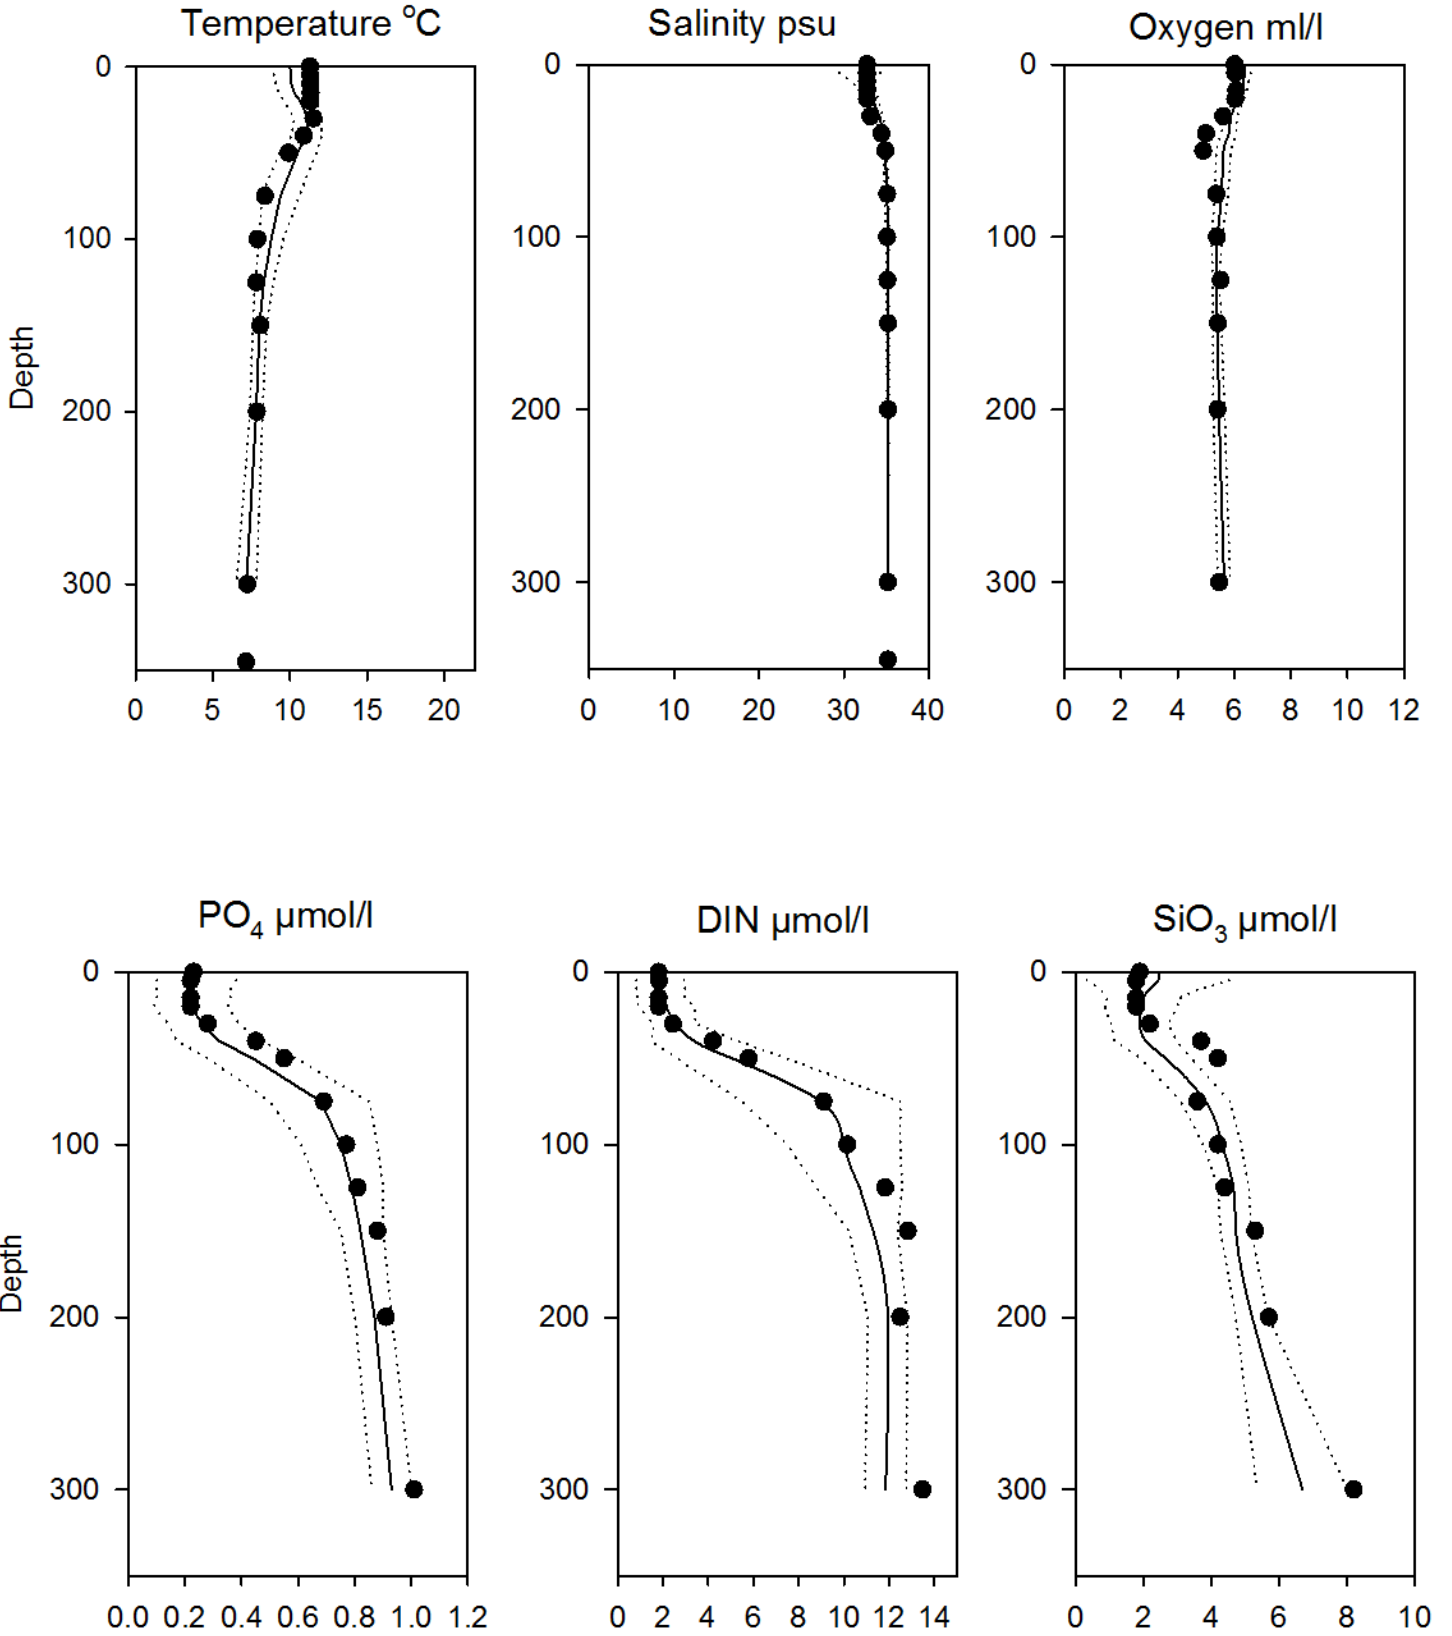 Temperature °C
Salinity psu
Oxygen ml/l
0
100
200
300
Depth
0 5 10 15 20
0
100
200
300
0 10 20 30 40
0
100
200
300
0 2 4 6 8 10 12
PO₄ µmol/l
DIN µmol/l
SiO₃ µmol/l
0
100
200
300
Depth
0.0 0.2 0.4 0.6 0.8 1.0 1.2
0
100
200
300
0 2 4 6 8 10 12 14
0
100
200
300
0 2 4 6 8 10